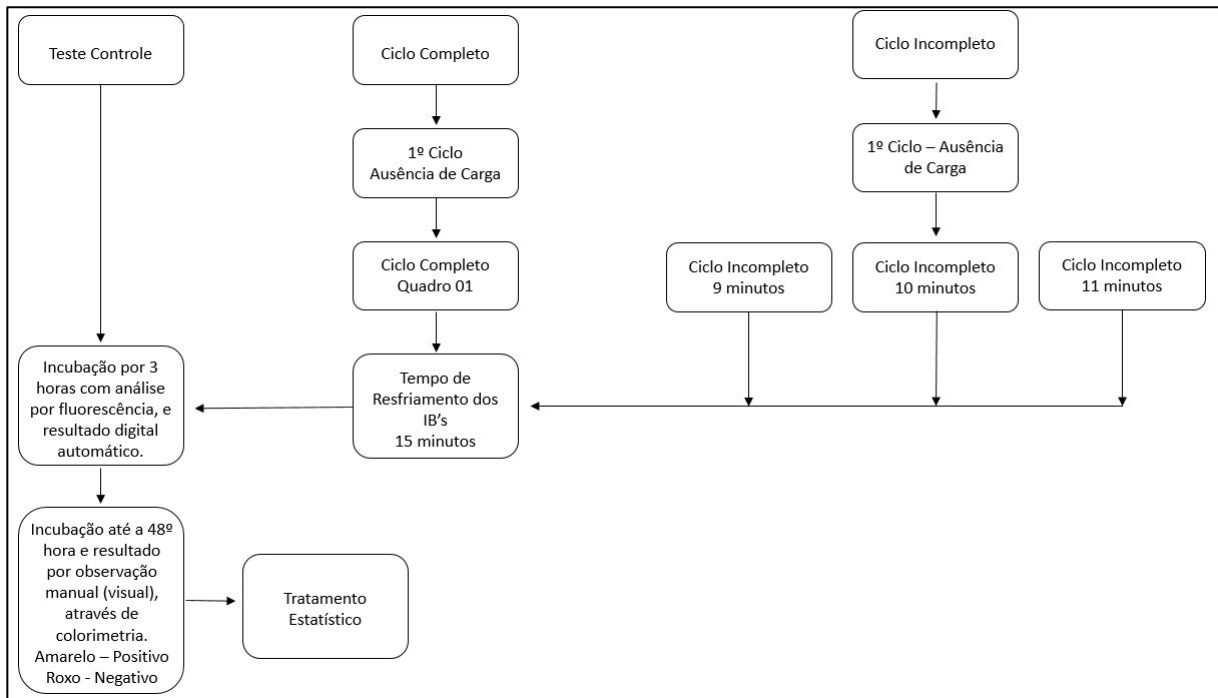 Teste Controle
Ciclo Completo
Ciclo Incompleto
1º Ciclo
Ausência de Carga
1º Ciclo – Ausência
de Carga
Ciclo Completo
Quadro 01
Ciclo Incompleto
9 minutos
Ciclo Incompleto
10 minutos
Ciclo Incompleto
11 minutos
Incubação por 3
horas com análise
por fluorescência, e
resultado digital
automático.
Tempo de
Resfriamento dos
IB’s
15 minutos
Incubação até a 48º
hora e resultado
por observação
manual (visual),
através de
colorimetria.
Amarelo – Positivo
Roxo - Negativo
Tratamento
Estatístico